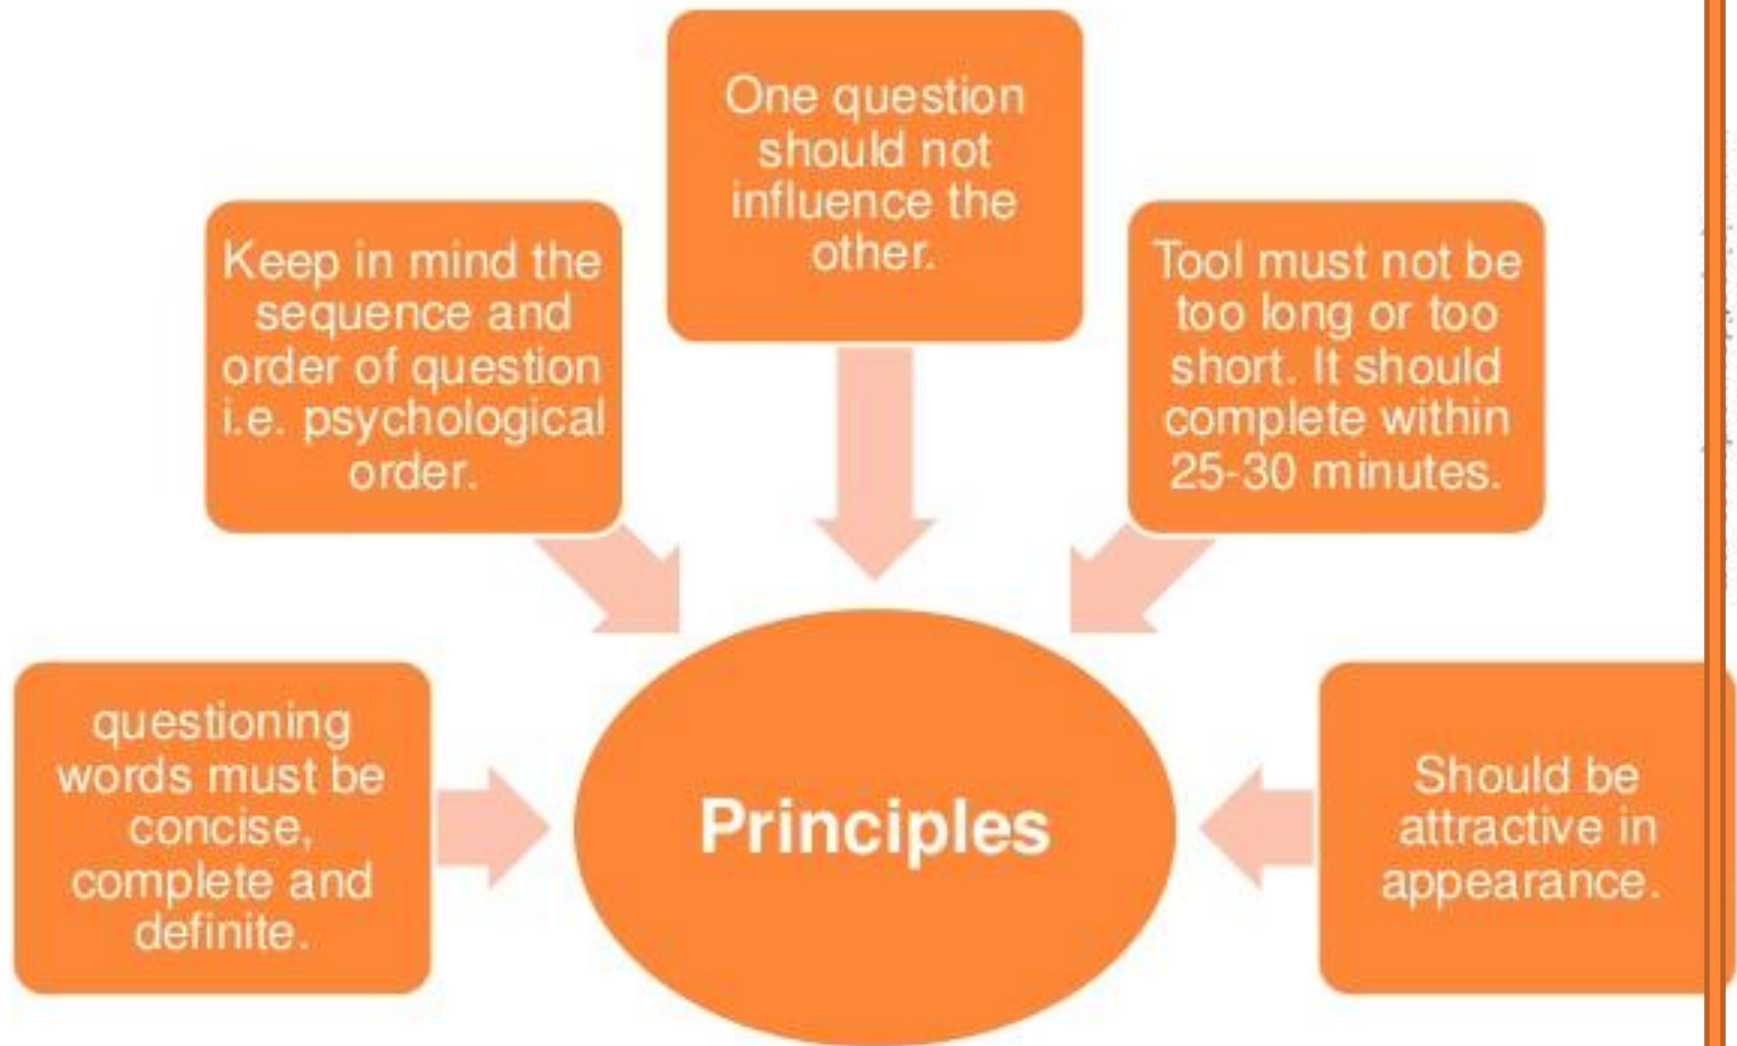 questioning
words must be
concise,
complete and
definite.
Keep in mind the
sequence and
order of question
i.e. psychological
order.
One question
should not
influence the
other.
Tool must not be
too long or too
short. It should
complete within
25-30 minutes.
Should be
attractive in
appearance.
Principles